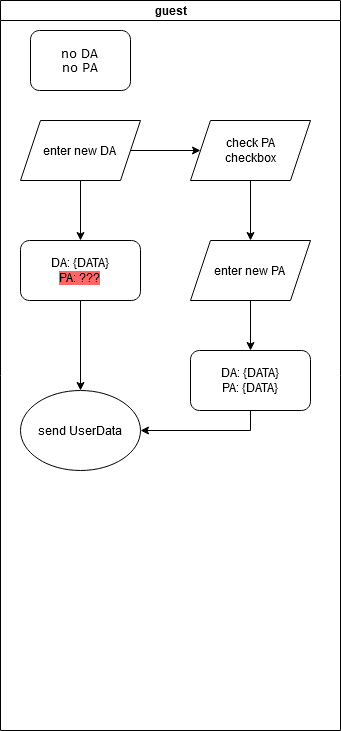 guest
no DA
no PA
enter new DA
check PA
checkbox
DA: {DATA}
PA: ???
enter new PA
DA: {DATA}
PA: {DATA}
send UserData